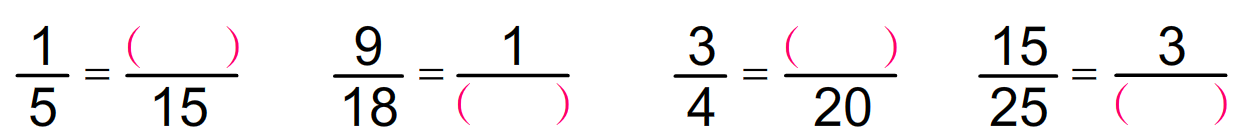 1/5 = (  )/15    9/18 = 1/(  )    3/4 = (  )/20    15/25 = 3/(  )